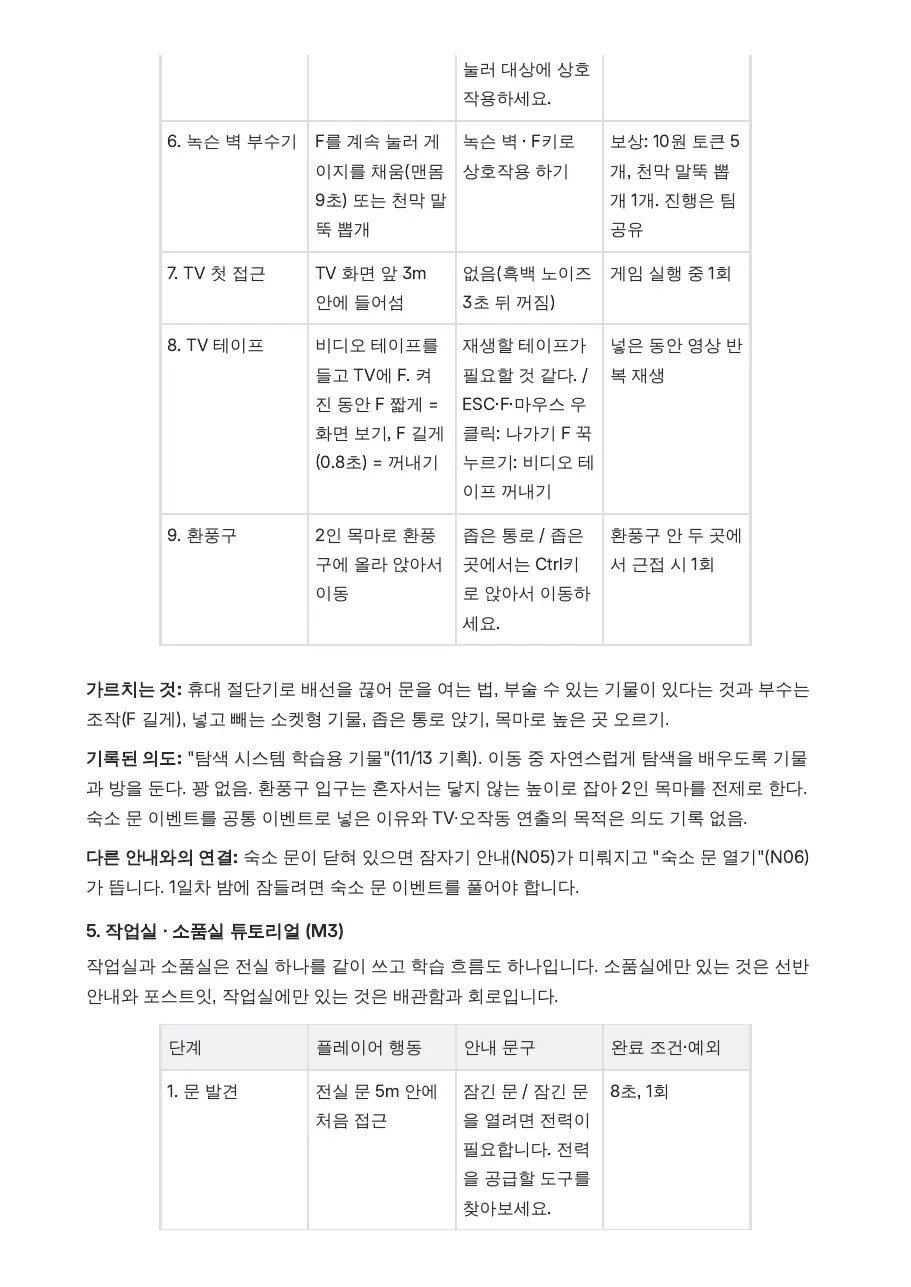 눌러 대상에 상호
작용하세요.
6. 녹슨 벽 부수기
F를 계속 눌러 게
이지를 채움(맨몸
9초) 또는 천막 말
뚝 뽑개
녹슨 벽 · F키로
상호작용 하기
보상: 10원 토큰 5
개, 천막 말뚝 뽑
개 1개. 진행은 팀
공유
7. TV 첫 접근
TV 화면 앞 3m
안에 들어섬
없음(흑백 노이즈
3초 뒤 꺼짐)
게임 실행 중 1회
8. TV 테이프
비디오 테이프를
들고 TV에 F. 켜
진 동안 F 짧게 =
화면 보기, F 길게
(0.8초) = 꺼내기
재생할 테이프가
필요할 것 같다. /
ESC·F·마우스 우
클릭: 나가기 F 꾹
누르기: 비디오 테
이프 꺼내기
넣은 동안 영상 반
복 재생
9. 환풍구
2인 목마로 환풍
구에 올라 앉아서
이동
좁은 통로 / 좁은
곳에서는 Ctrl키
로 앉아서 이동하
세요.
환풍구 안 두 곳에
서 근접 시 1회
가르치는 것: 휴대 절단기로 배선을 끊어 문을 여는 법, 부술 수 있는 기물이 있다는 것과 부수는
조작(F 길게), 넣고 빼는 소켓형 기물, 좁은 통로 앉기, 목마로 높은 곳 오르기.
기록된 의도: "탐색 시스템 학습용 기물"(11/13 기획). 이동 중 자연스럽게 탐색을 배우도록 기물
과 방을 둔다. 꽝 없음. 환풍구 입구는 혼자서는 닿지 않는 높이로 잡아 2인 목마를 전제로 한다.
숙소 문 이벤트를 공통 이벤트로 넣은 이유와 TV·오작동 연출의 목적은 의도 기록 없음.
다른 안내와의 연결: 숙소 문이 닫혀 있으면 잠자기 안내(N05)가 미뤄지고 "숙소 문 열기"(N06)
가 뜹니다. 1일차 밤에 잠들려면 숙소 문 이벤트를 풀어야 합니다.
5. 작업실 · 소품실 튜토리얼 (M3)
작업실과 소품실은 전실 하나를 같이 쓰고 학습 흐름도 하나입니다. 소품실에만 있는 것은 선반
안내와 포스트잇, 작업실에만 있는 것은 배관함과 회로입니다.
단계
플레이어 행동
안내 문구
완료 조건·예외
1. 문 발견
전실 문 5m 안에
처음 접근
잠긴 문 / 잠긴 문
을 열려면 전력이
필요합니다. 전력
을 공급할 도구를
찾아보세요.
8초, 1회